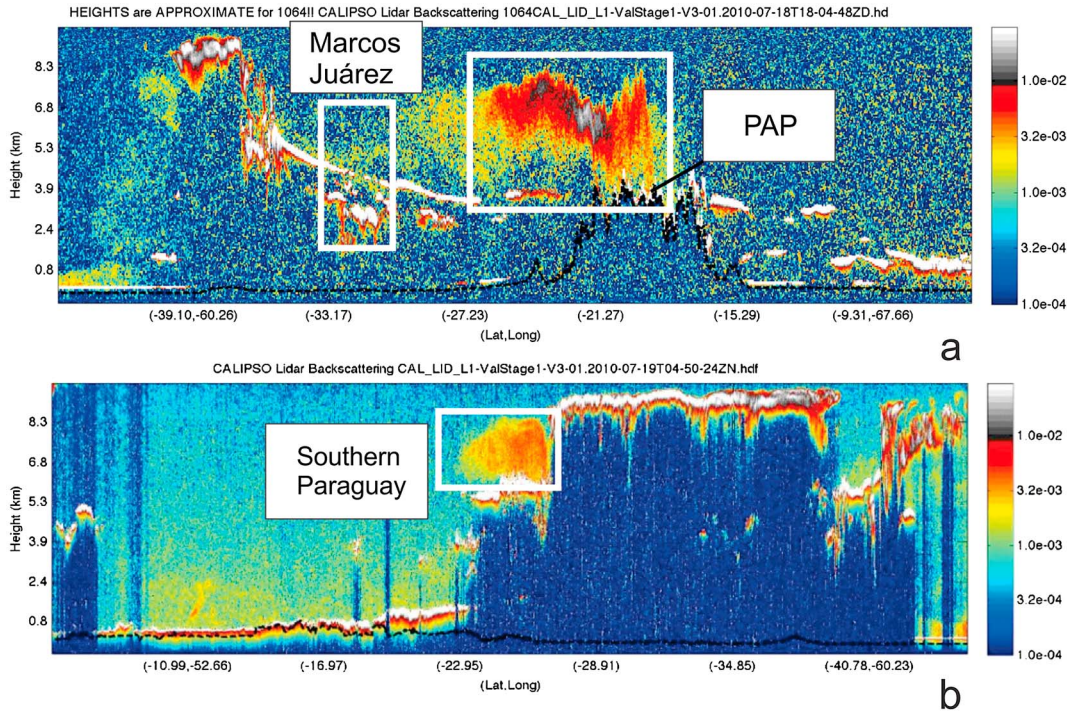 HEIGHTS are APPROXIMATE for 1064!! CALIPSO Lidar Backscattering 1064CAL_LID_L1-ValStage1-V3-01.2010-07-18T18-04-48ZD.hd
Marcos
Juárez
PAP
Height (km)
8.3
6.8
5.3
3.9
2.4
0.8
1.0e-02
3.2e-03
1.0e-03
3.2e-04
1.0e-04
(-39.10,-60.26) (-33.17) (-27.23) (-21.27) (-15.29) (-9.31,-67.66)
(Lat,Long)
a
CALIPSO Lidar Backscattering CAL_LID_L1-ValStage1-V3-01.2010-07-19T04-50-24ZN.hdf
Southern
Paraguay
Height (km)
8.3
6.8
5.3
3.9
2.4
0.8
1.0e-02
3.2e-03
1.0e-03
3.2e-04
1.0e-04
(-10.99,-52.66) (-16.97) (-22.95) (-28.91) (-34.85) (-40.78,-60.23)
(Lat,Long)
b